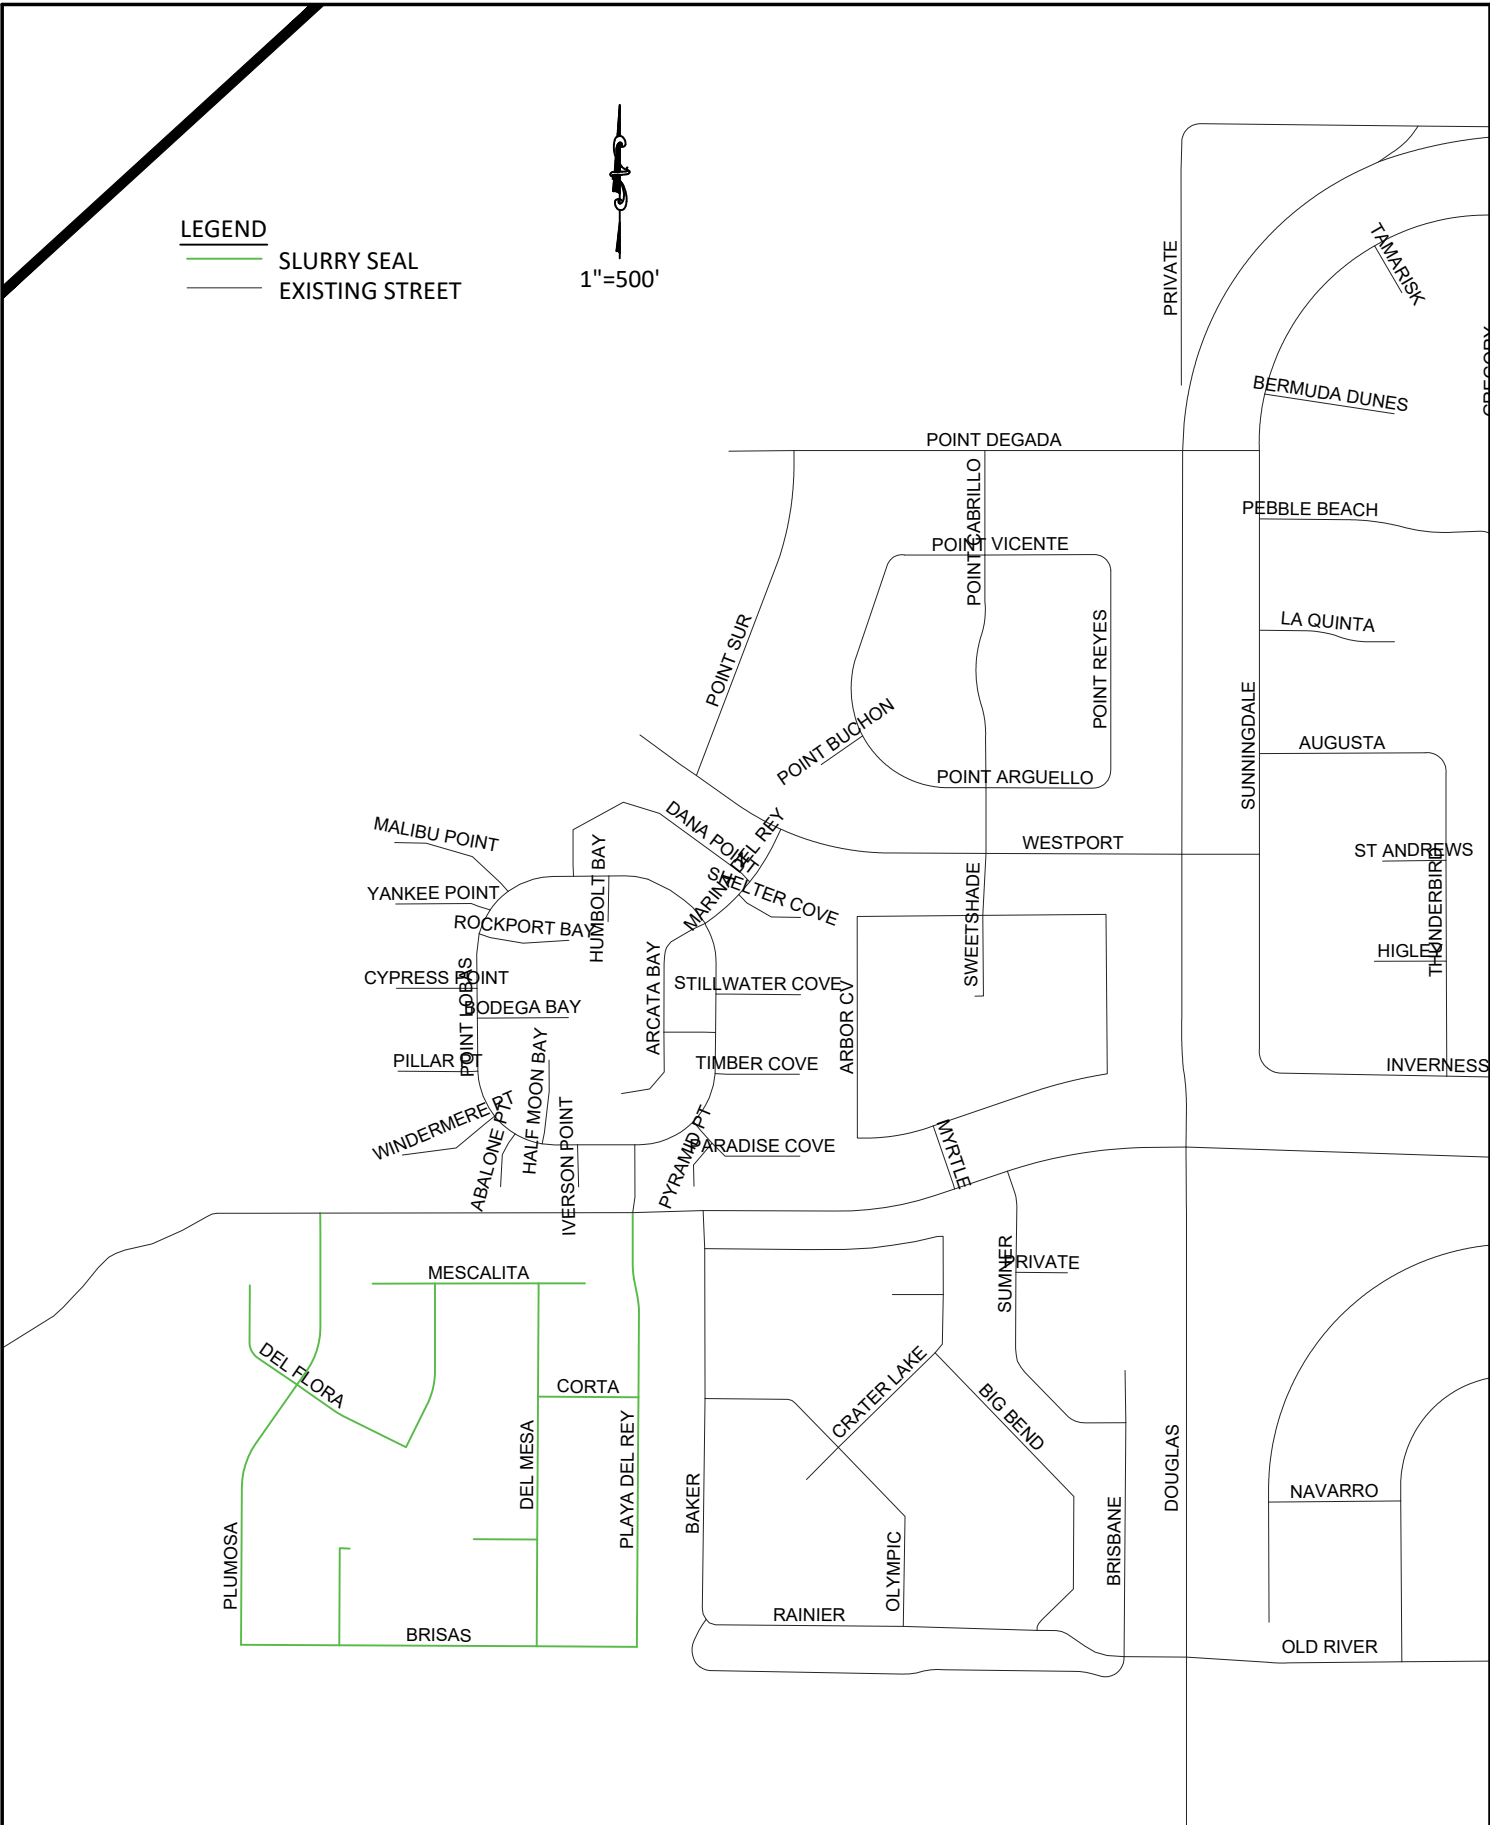 LEGEND
SLURRY SEAL
EXISTING STREET
1"=500'
PRIVATE
TAMARISK
BERMUDA DUNES
GREGORY
POINT DEGADA
POINT CABRILLO
PEBBLE BEACH
POINT VICENTE
POINT SUR
POINT REYES
LA QUINTA
POINT BUCHON
SUNNINGDALE
AUGUSTA
POINT ARGUELLO
DANA POINT
MARINA DEL REY
MALIBU POINT
WESTPORT
ST ANDREWS
THUNDERBIRD
YANKEE POINT
HUMBOLT BAY
SHELTER COVE
ROCKPORT BAY
SWEETSHADE
HIGLEY
CYPRESS POINT
POINT LOBAS
ARCATA BAY
STILLWATER COVE
BODEGA BAY
ARBOR CV
PILLAR PT
TIMBER COVE
INVERNESS
HALF MOON BAY
WINDERMERE PT
ABALONE PT
IVERSON POINT
PYRAMID PT
PARADISE COVE
MYRTLE
SUMNER
PRIVATE
MESCALITA
DEL FLORA
CORTA
CRATER LAKE
BIG BEND
DEL MESA
PLAYA DEL REY
BAKER
DOUGLAS
NAVARRO
PLUMOSA
OLYMPIC
BRISBANE
RAINIER
BRISAS
OLD RIVER